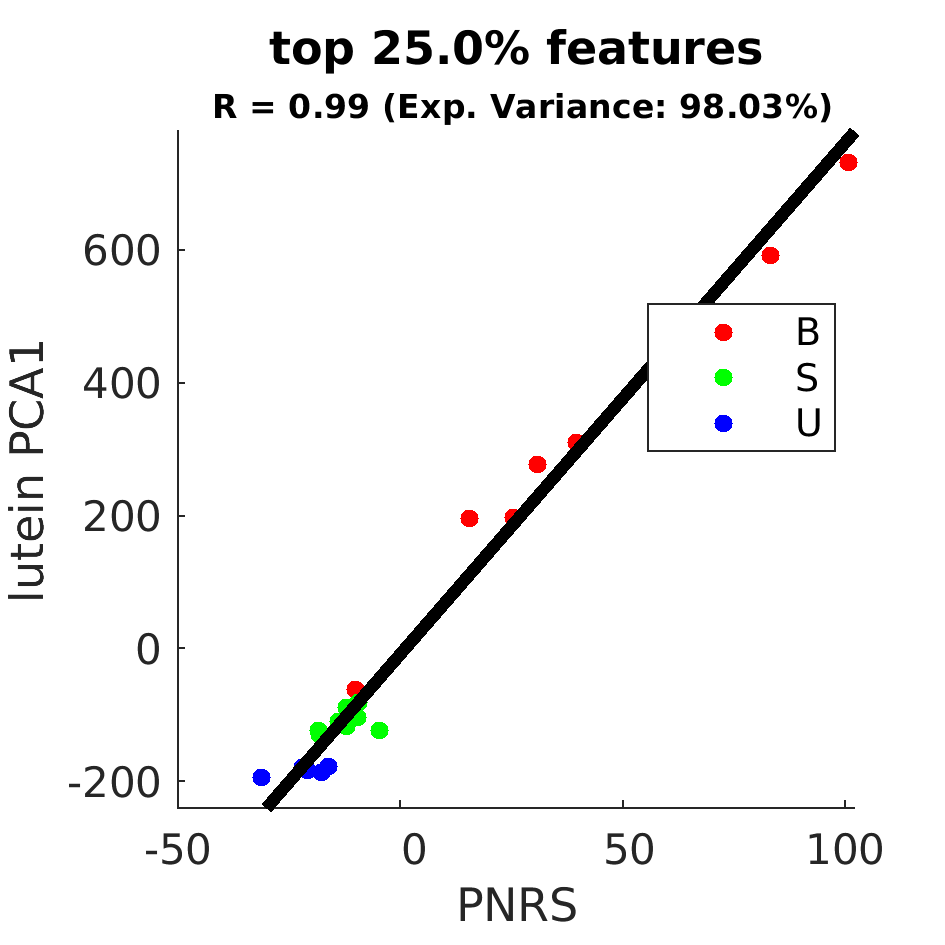 top 25.0% features
R = 0.99 (Exp. Variance: 98.03%)
lutein PCA1
600
400
200
0
-200
B
S
U
-50
0
50
100
PNRS